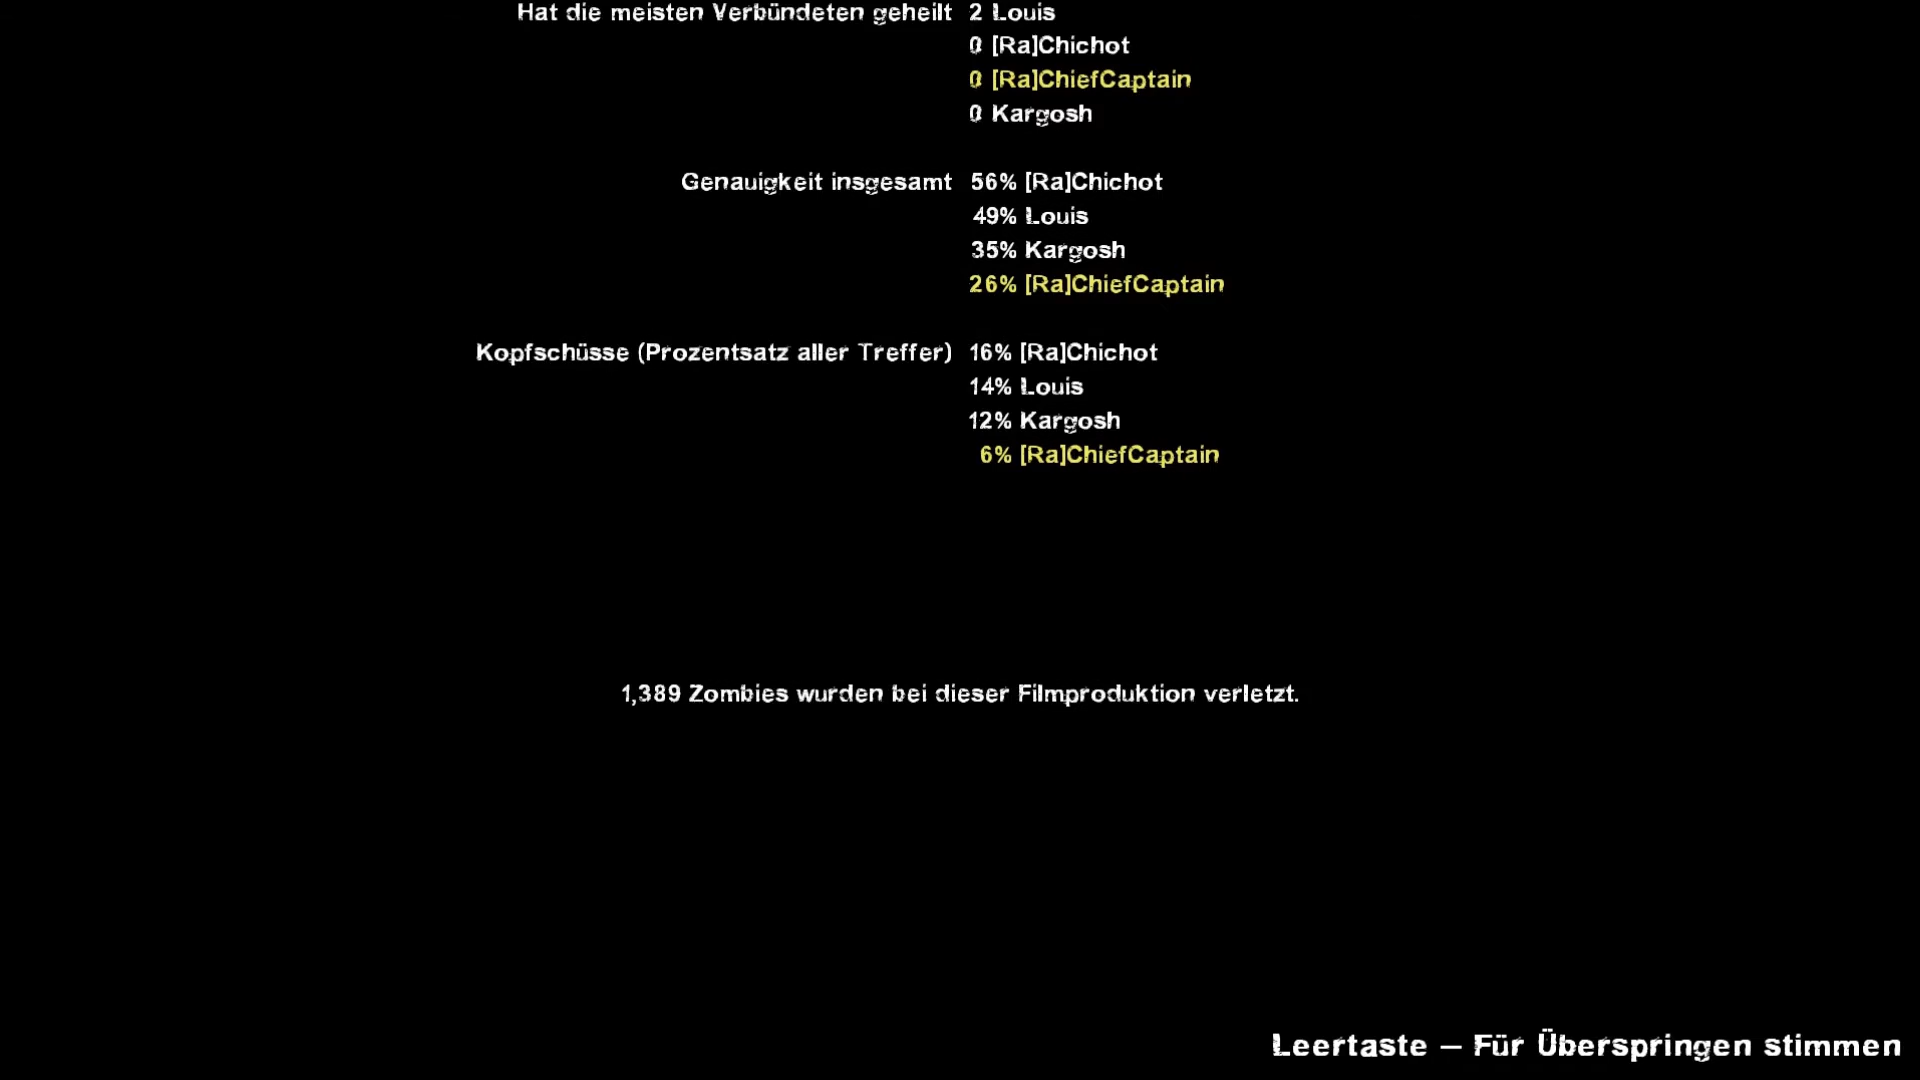 Hat die meisten Verbündeten geheilt 2 Louis
0 [Ra]Chichot
0 [Ra]ChiefCaptain
0 Kargosh
Genauigkeit insgesamt 56% [Ra]Chichot
49% Louis
35% Kargosh
26% [Ra]ChiefCaptain
Kopfschüsse (Prozentsatz aller Treffer) 16% [Ra]Chichot
14% Louis
12% Kargosh
6% [Ra]ChiefCaptain
1,389 Zombies wurden bei dieser Filmproduktion verletzt.
Leertaste – Für Überspringen stimmen